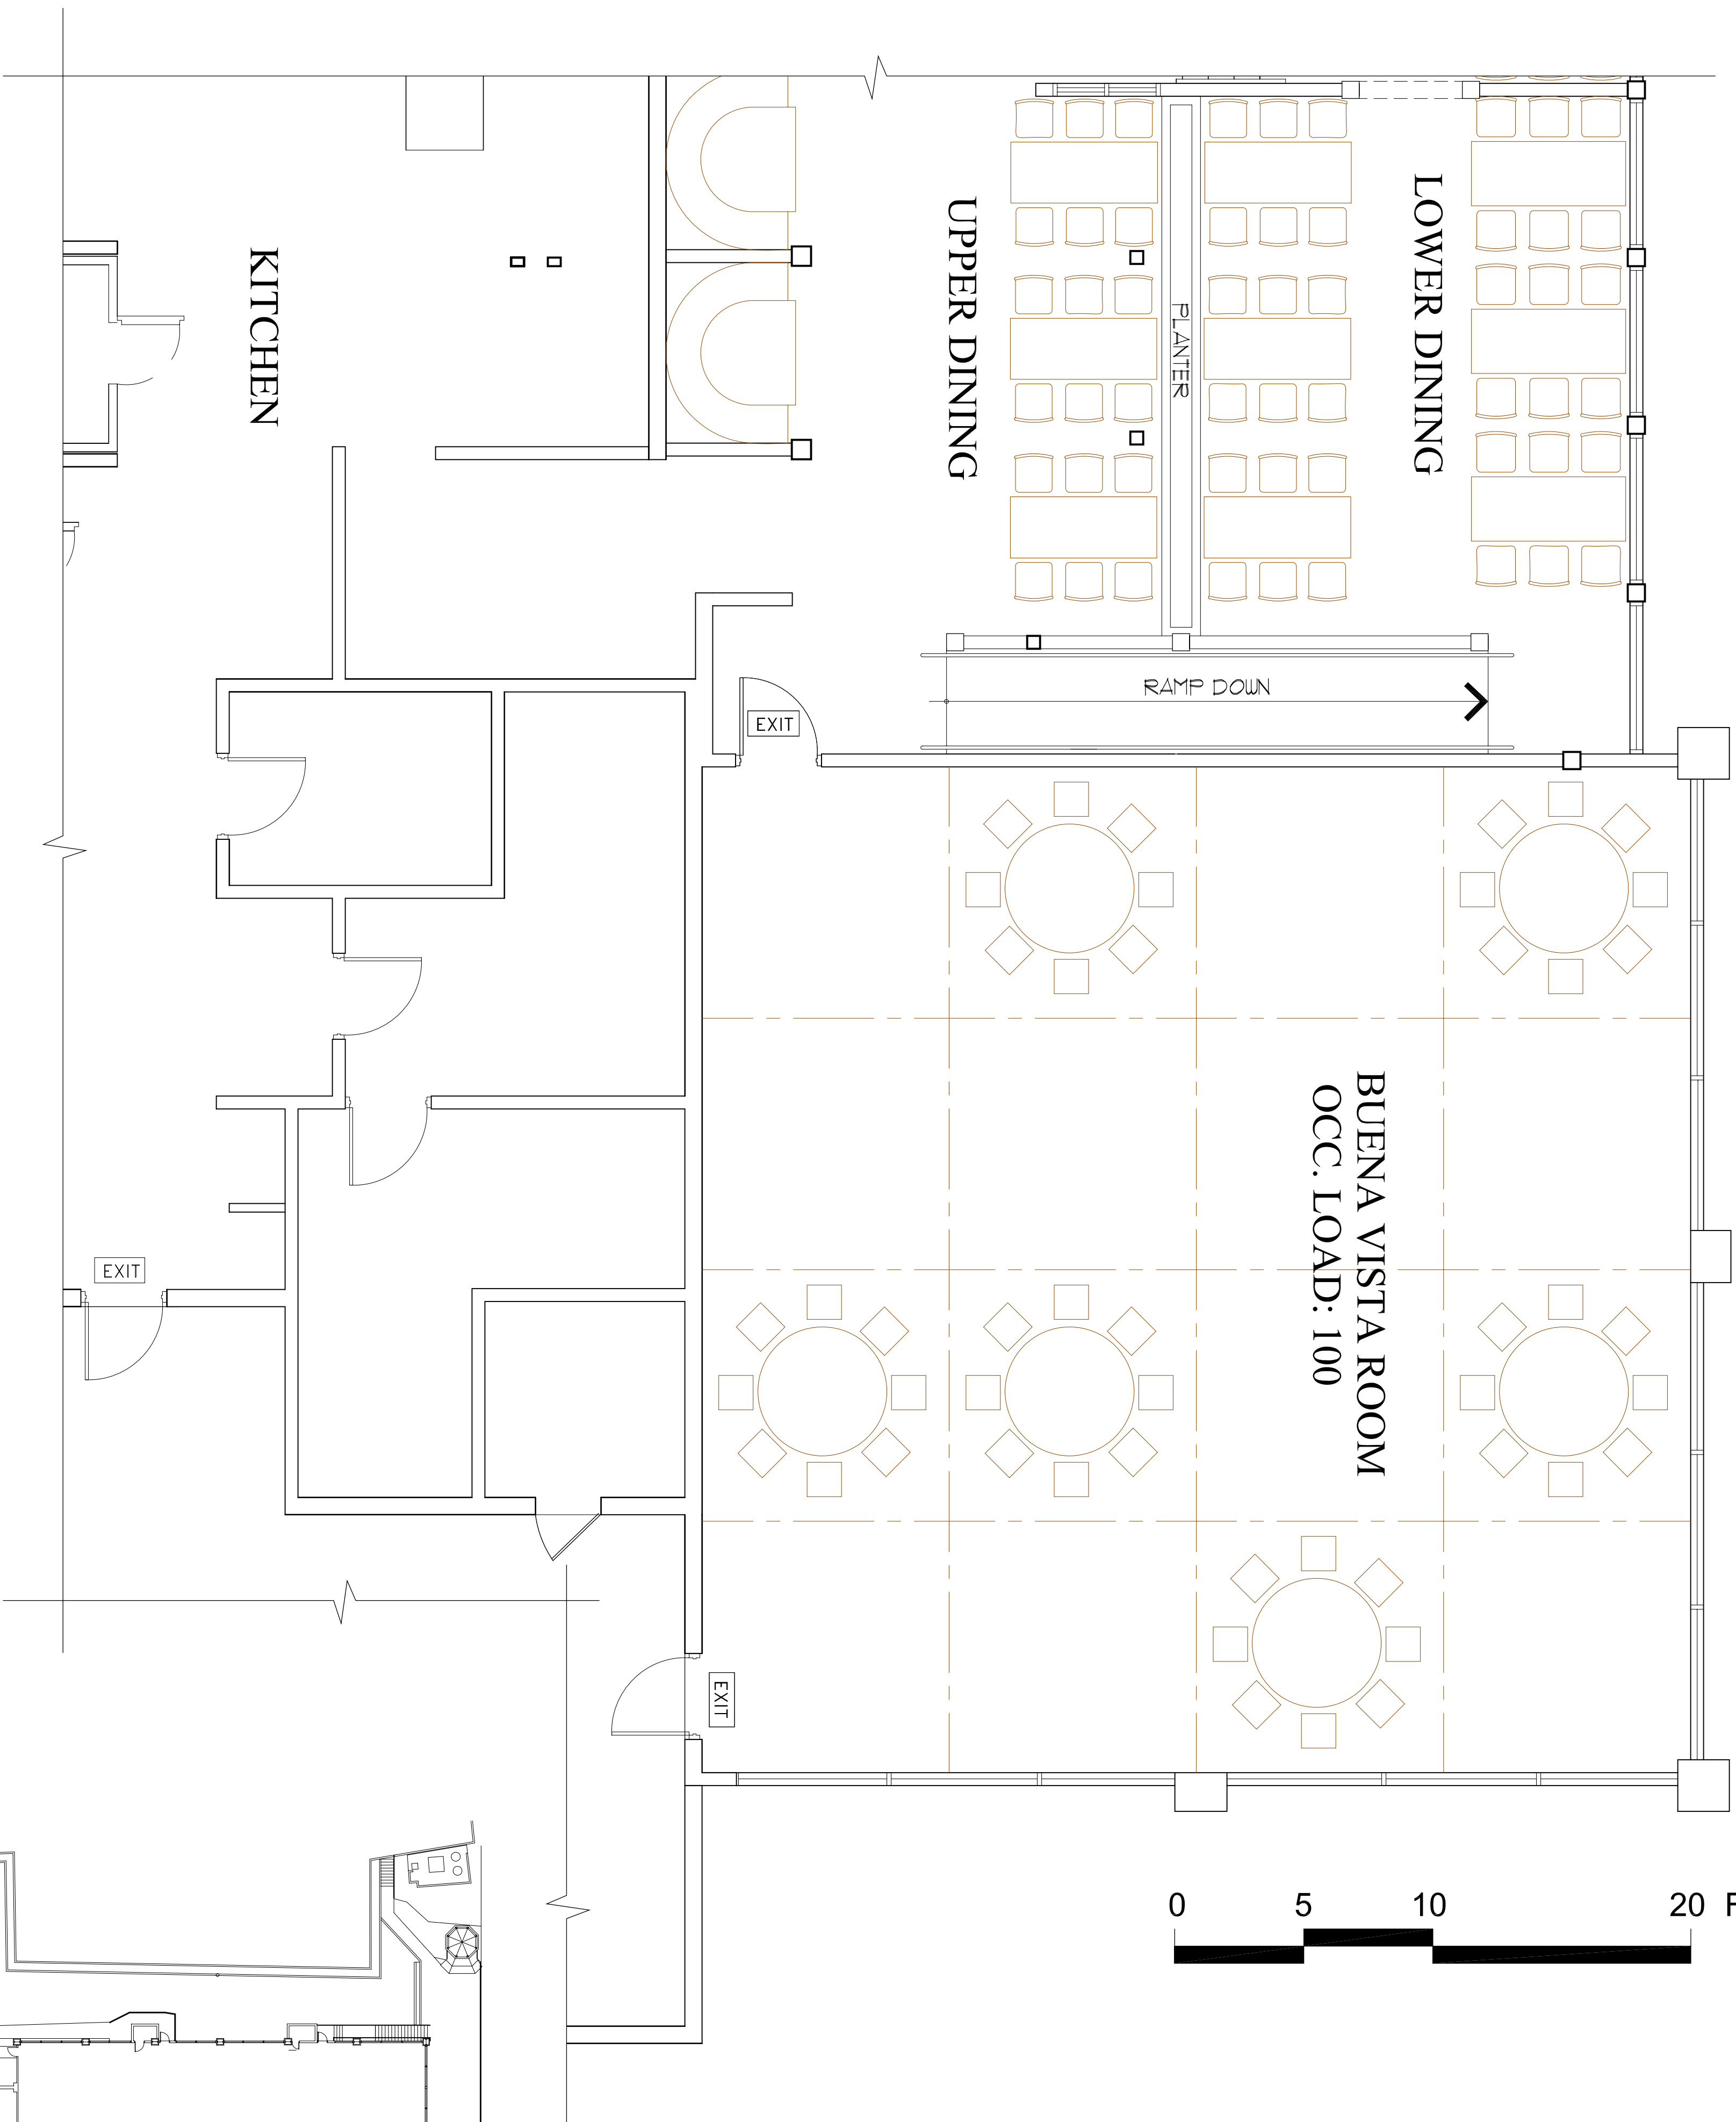 KITCHEN
UPPER DINING
PLANTER
LOWER DINING
RAMP DOWN
EXIT
BUENA VISTA ROOM
OCC. LOAD: 100
EXIT
EXIT
0 5 10 20